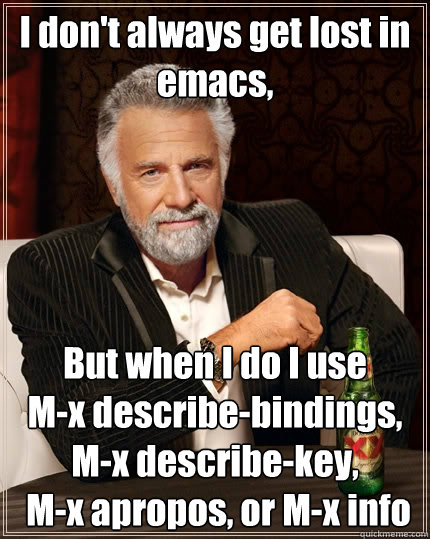 I don't always get lost in
emacs,
But when I do I use
M-x describe-bindings,
M-x describe-key,
M-x apropos, or M-x info
quickmeme.com